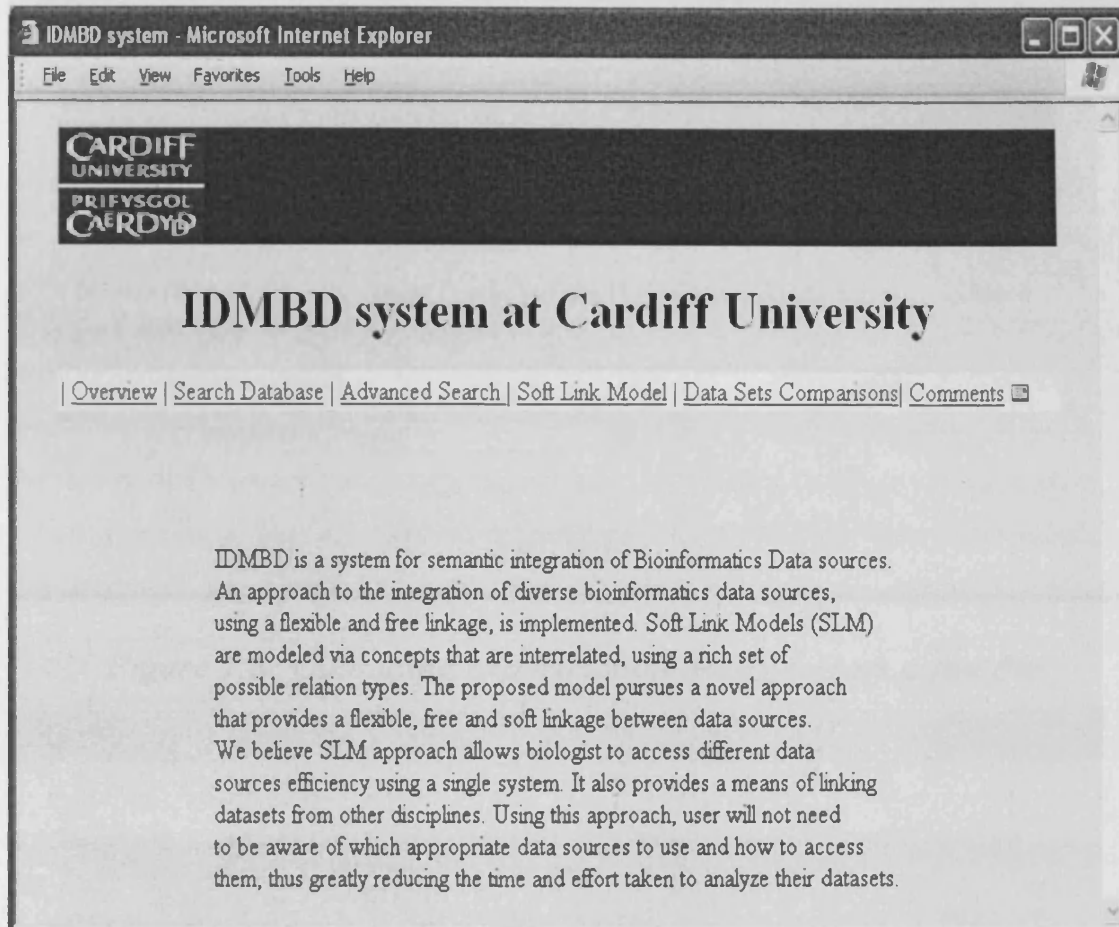 IDMBD system - Microsoft Internet Explorer
File Edit View Favorites Tools Help
CARDIFF
UNIVERSITY
PRIFYSGOL
CAERDYDD
IDMBD system at Cardiff University
| Overview | Search Database | Advanced Search | Soft Link Model | Data Sets Comparisons| Comments
IDMBD is a system for semantic integration of Bioinformatics Data sources.
An approach to the integration of diverse bioinformatics data sources,
using a flexible and free linkage, is implemented. Soft Link Models (SLM)
are modeled via concepts that are interrelated, using a rich set of
possible relation types. The proposed model pursues a novel approach
that provides a flexible, free and soft linkage between data sources.
We believe SLM approach allows biologist to access different data
sources efficiency using a single system. It also provides a means of linking
datasets from other disciplines. Using this approach, user will not need
to be aware of which appropriate data sources to use and how to access
them, thus greatly reducing the time and effort taken to analyze their datasets.